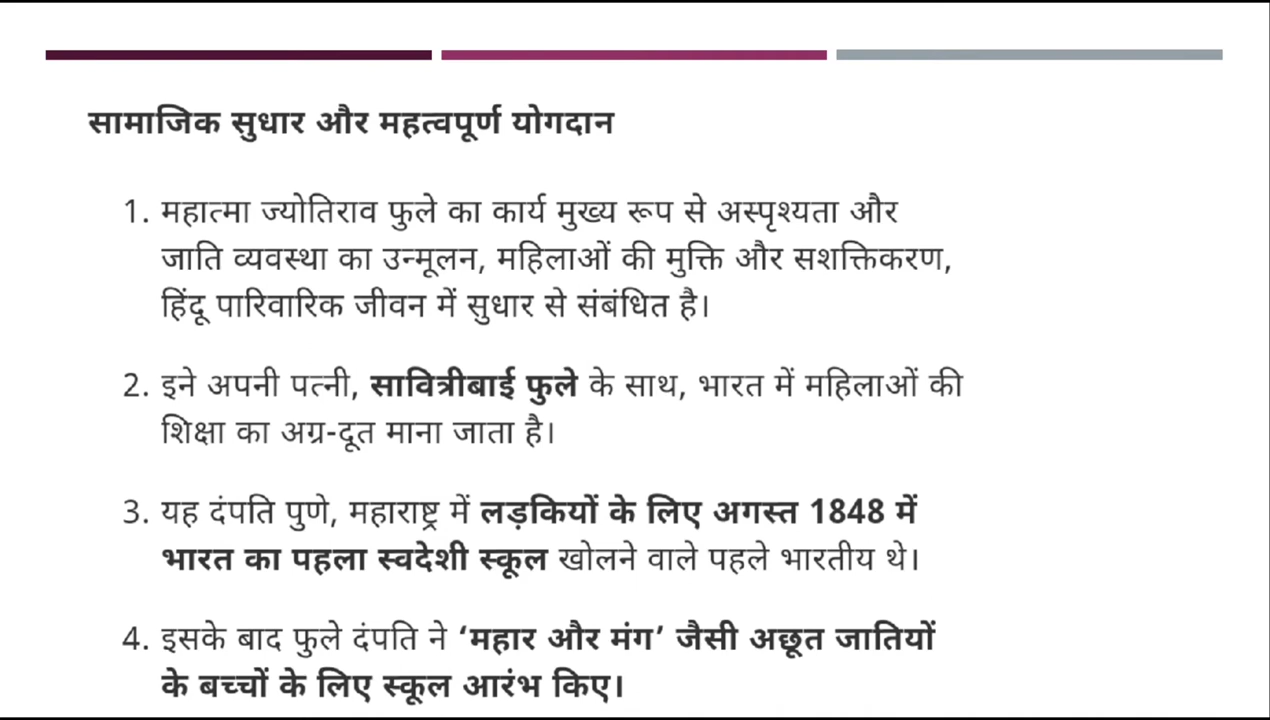 सामाजिक सुधार और महत्वपूर्ण योगदान
1. महात्मा ज्योतिराव फुले का कार्य मुख्य रूप से अस्पृश्यता और
जाति व्यवस्था का उन्मूलन, महिलाओं की मुक्ति और सशक्तिकरण,
हिंदू पारिवारिक जीवन में सुधार से संबंधित है।
2. इने अपनी पत्नी, सावित्रीबाई फुले के साथ, भारत में महिलाओं की
शिक्षा का अग्र-दूत माना जाता है।
3. यह दंपति पुणे, महाराष्ट्र में लड़कियों के लिए अगस्त 1848 में
भारत का पहला स्वदेशी स्कूल खोलने वाले पहले भारतीय थे।
4. इसके बाद फुले दंपति ने ‘महार और मंग’ जैसी अछूत जातियों
के बच्चों के लिए स्कूल आरंभ किए।